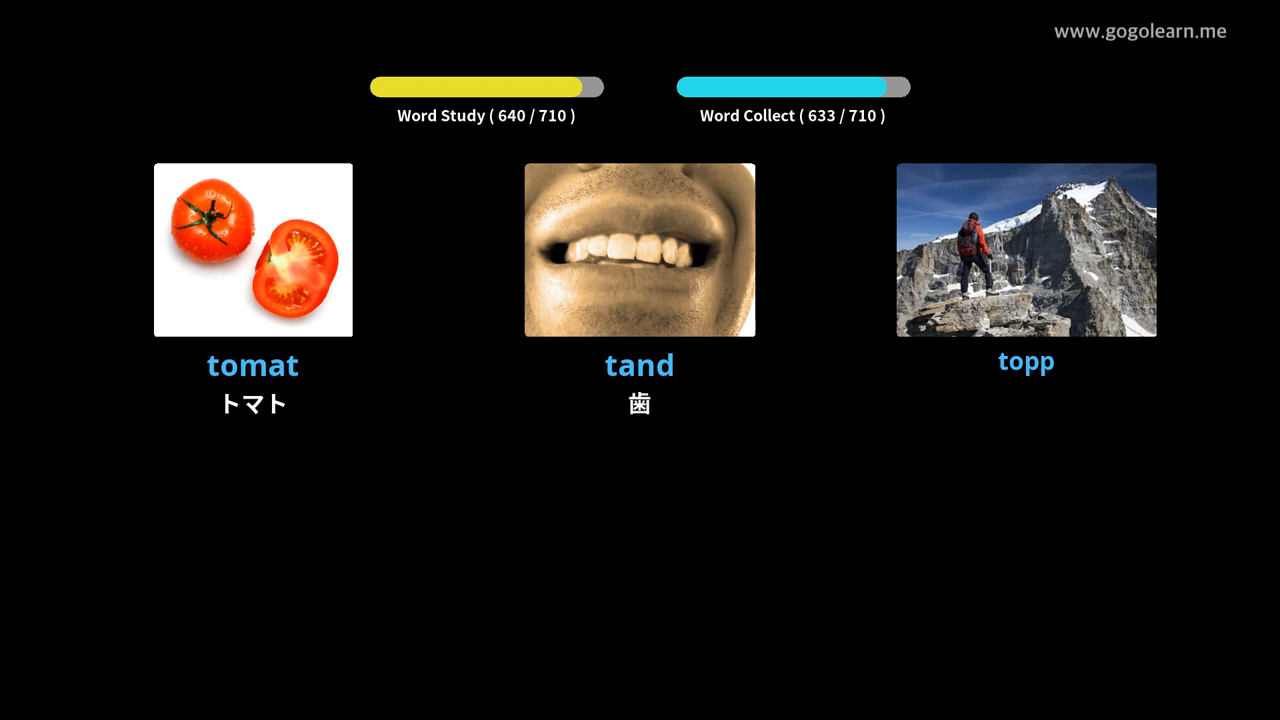 www.gogolearn.me
Word Study ( 640 / 710 )
Word Collect ( 633 / 710 )
tomat
トマト
tand
歯
topp